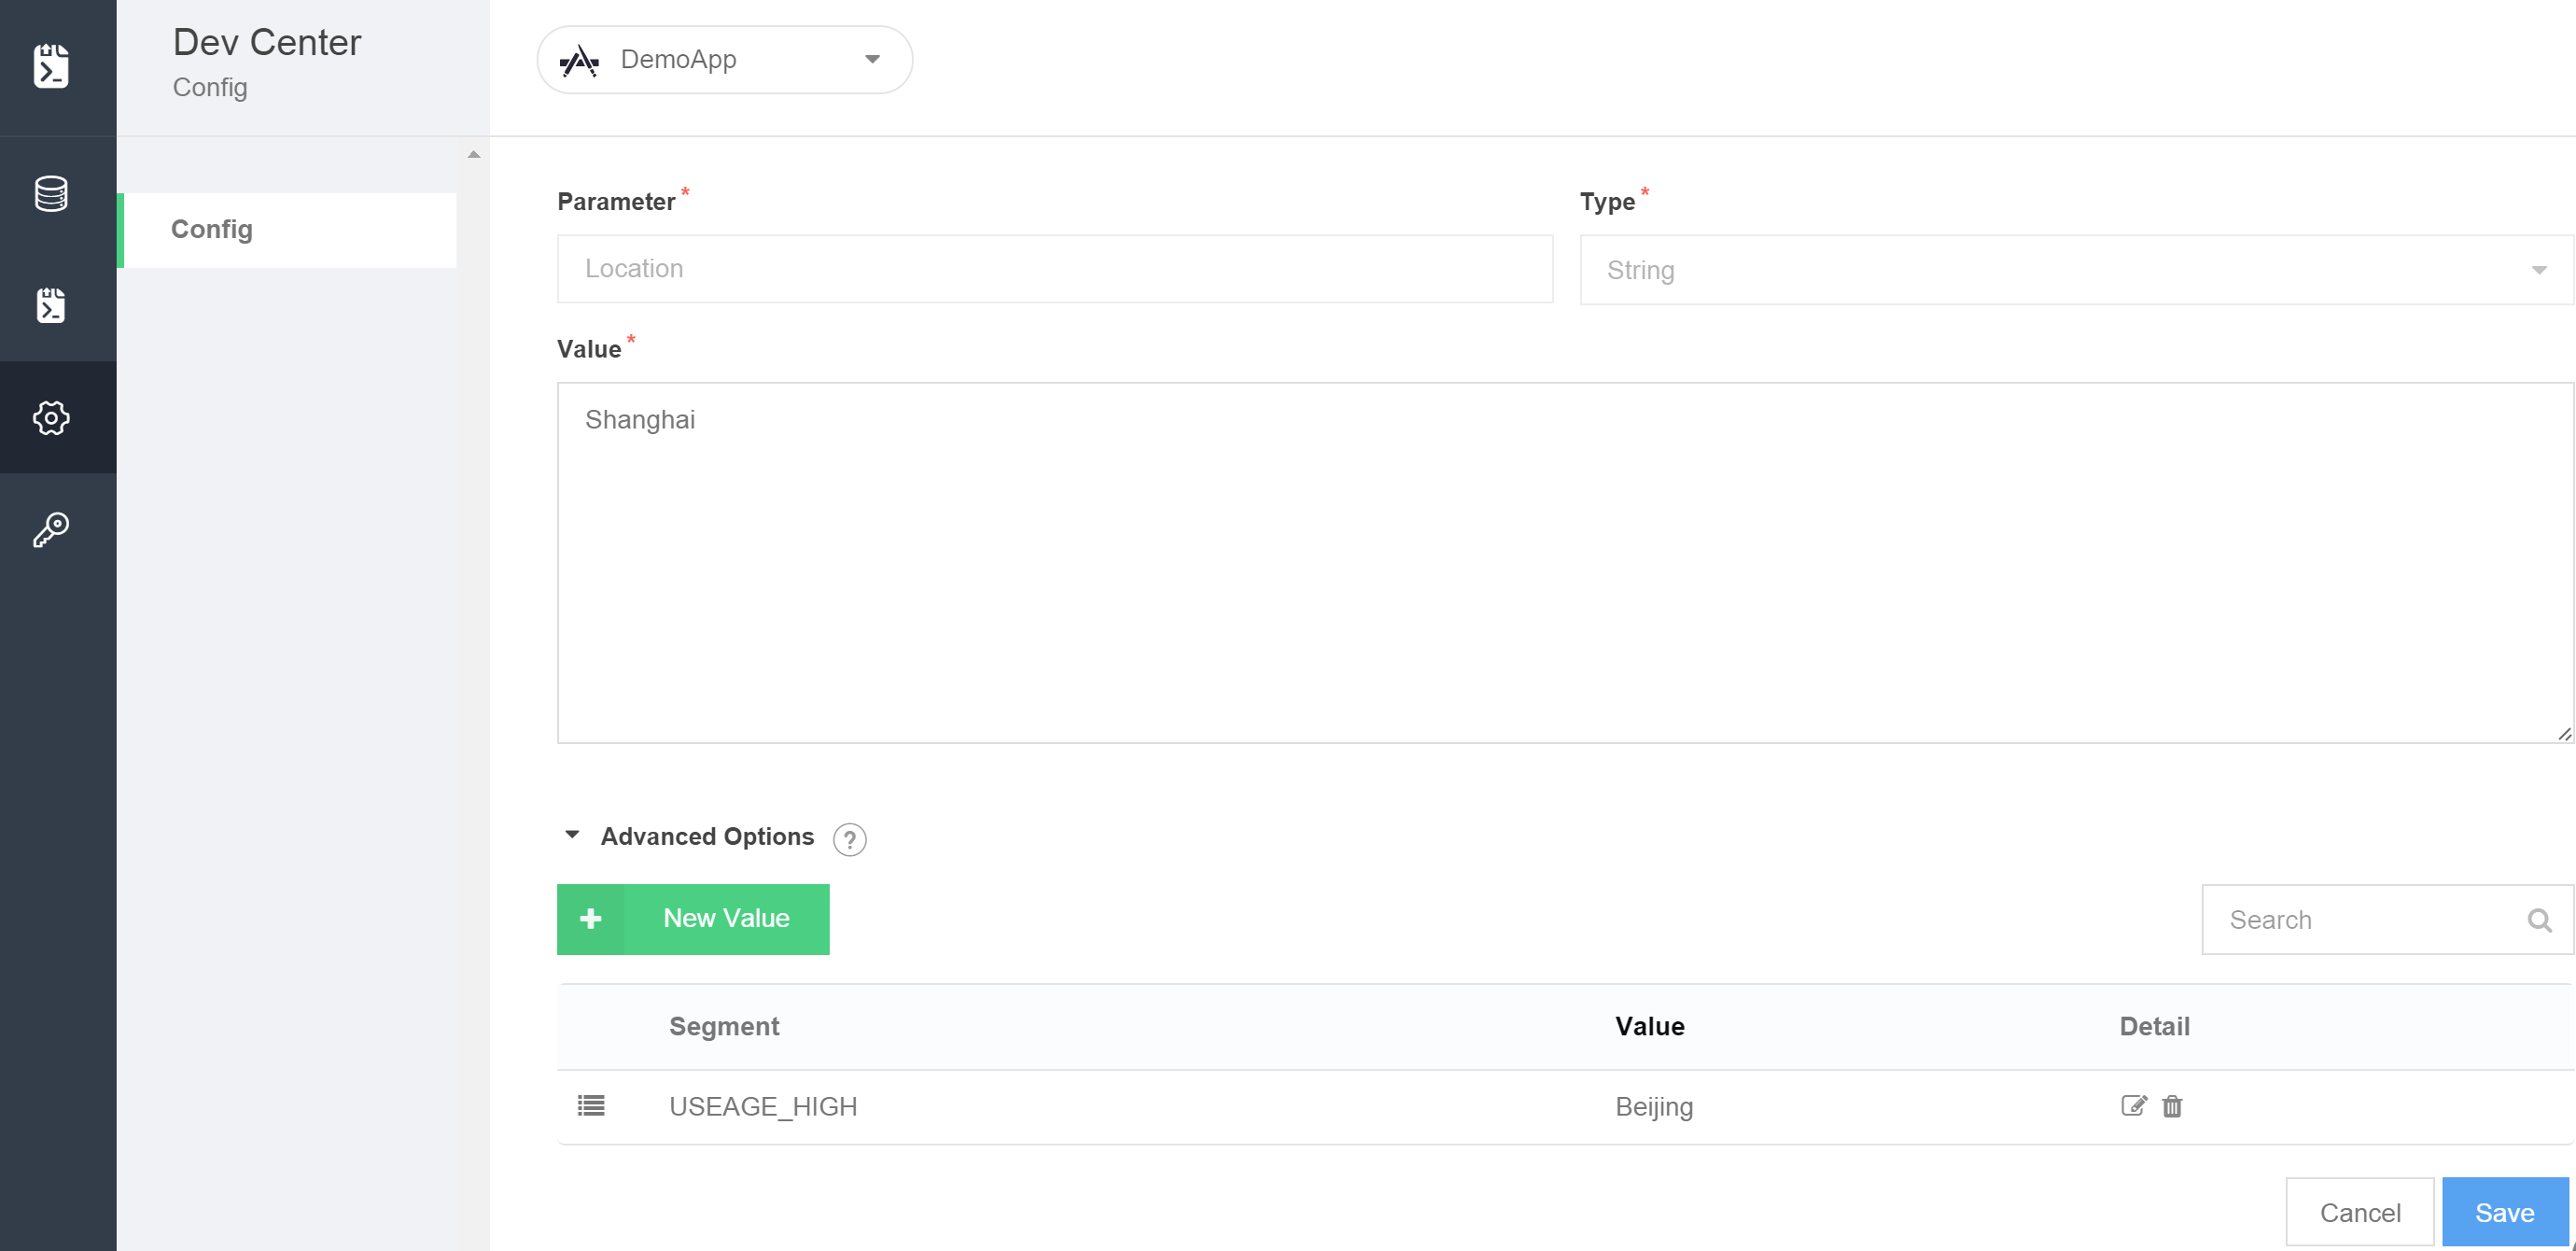 Dev Center
Config
DemoApp
Config
Parameter *
Type *
Location
String
Value *
Shanghai
Advanced Options ?
New Value
Search
Segment Value Detail
USEAGE_HIGH Beijing
Cancel
Save